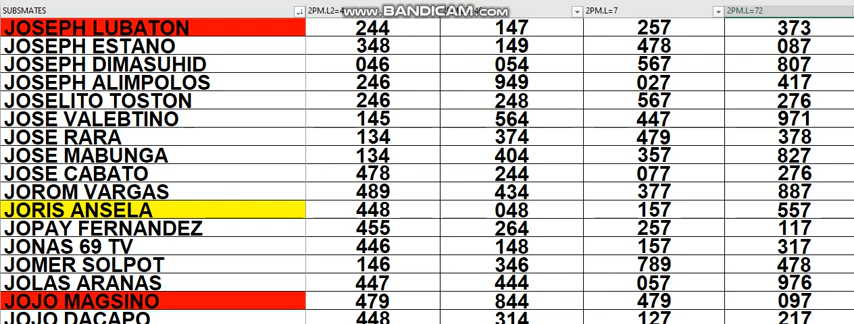 SUBSMATES 2PM.L2=4 www.BANDICAM.com 2PM.L=7 2PM.L=72
JOSEPH LUBATON 244 147 257 373
JOSEPH ESTANO 348 149 478 087
JOSEPH DIMASUHID 046 054 567 807
JOSEPH ALIMPOLOS 246 949 027 417
JOSELITO TOSTON 246 248 567 276
JOSE VALEBTINO 145 564 447 971
JOSE RARA 134 374 479 378
JOSE MABUNGA 134 404 357 827
JOSE CABATO 478 244 077 276
JOROM VARGAS 489 434 377 887
JORIS ANSELA 448 048 157 557
JOPAY FERNANDEZ 455 264 257 117
JONAS 69 TV 446 148 157 317
JOMER SOLPOT 146 346 789 478
JOLAS ARANAS 447 444 057 976
JOJO MAGSINO 479 844 479 097
JOJO DACAPO 448 314 127 217